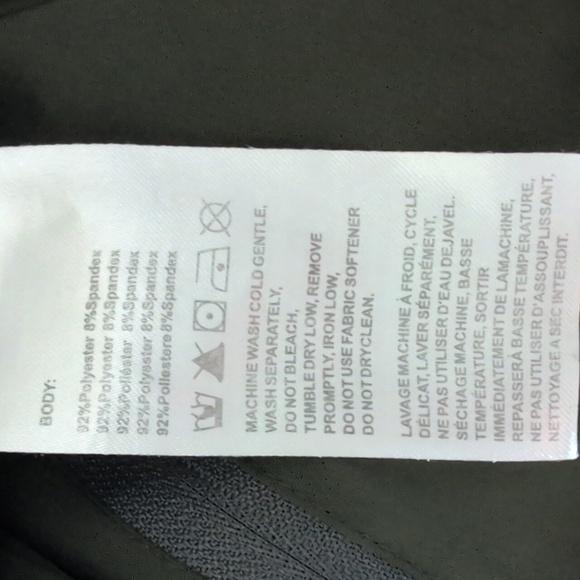 BODY:
92%Polyester 8%Spandex
92%Polyester 8%Spandex
92%Poliéster 8%Spandex
92%Polyester 8%Spandex
92%Poliestere 8%Spandex
MACHINE WASH COLD GENTLE,
WASH SEPARATELY,
DO NOT BLEACH,
TUMBLE DRY LOW, REMOVE
PROMPTLY, IRON LOW,
DO NOT USE FABRIC SOFTENER
DO NOT DRYCLEAN.
LAVAGE MACHINE À FROID, CYCLE
DÉLICAT, LAVER SÉPARÉMENT,
NE PAS UTILISER D'EAU DEJAVEL.
SÉCHAGE MACHINE, BASSE
TEMPÉRATURE, SORTIR
IMMÉDIATEMENT DE LAMACHINE,
REPASSERÀ BASSE TEMPÉRATURE,
NE PAS UTILISER D'ASSOUPLISSANT,
NETTOYAGE A SEC INTERDIT.